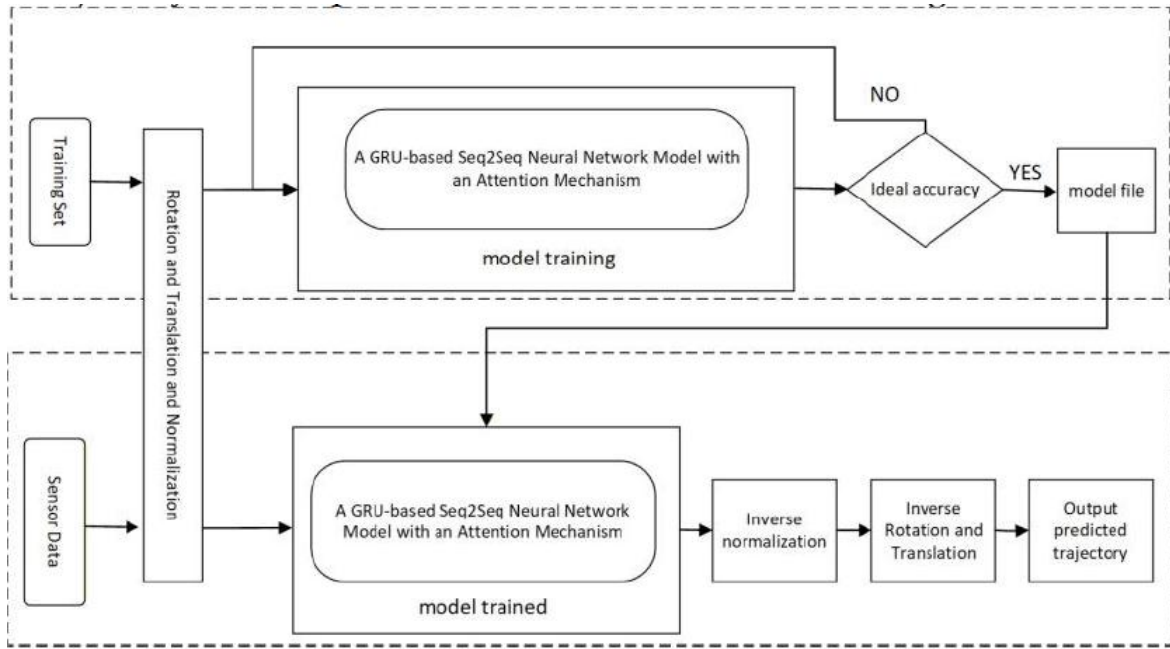 NO
A GRU-based Seq2Seq Neural Network Model with
an Attention Mechanism
model training
Training Set
Rotation and Translation and Normalization
Ideal accuracy
YES
model file
Sensor Data
A GRU-based Seq2Seq Neural Network
Model with an Attention Mechanism
model trained
Inverse
normalization
Inverse
Rotation and
Translation
Output
predicted
trajectory